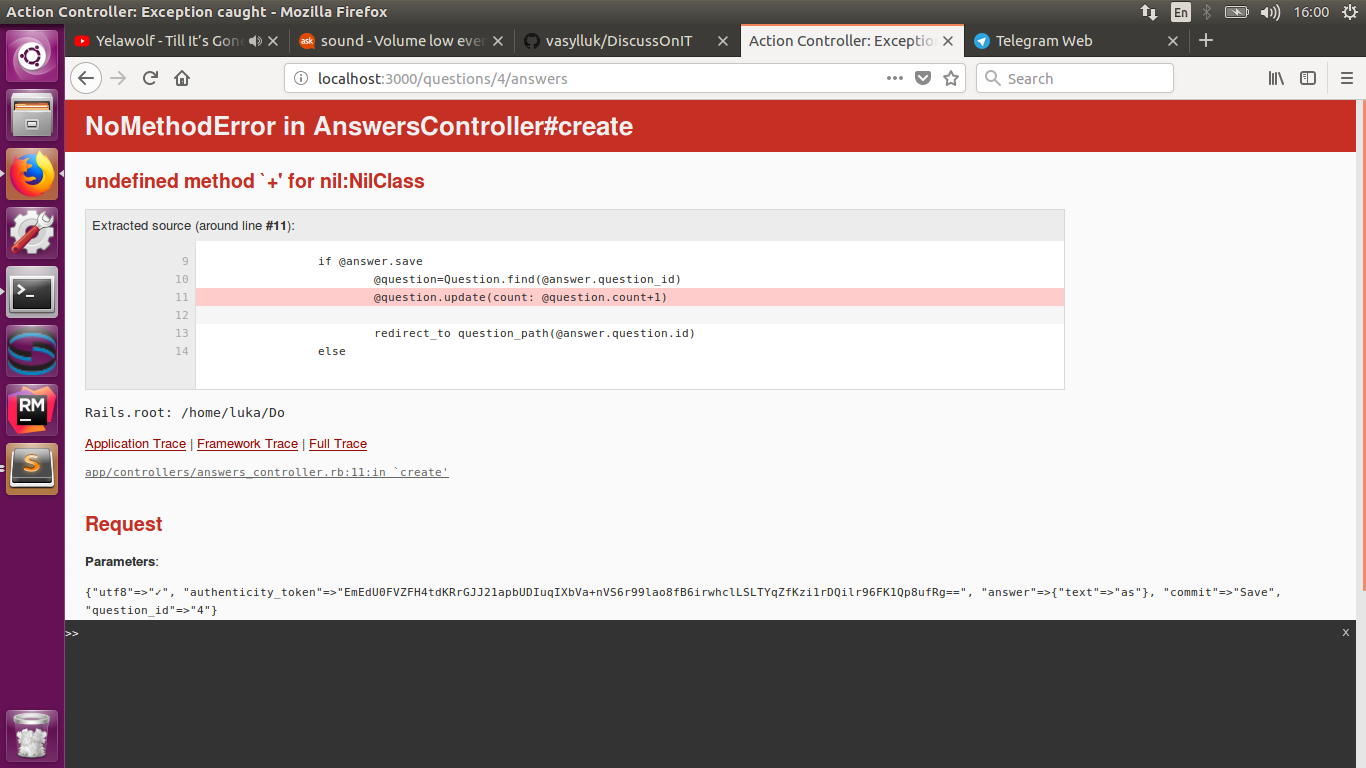 Action Controller: Exception caught - Mozilla Firefox
En
16:00
Yelawolf - Till It's Gon
ask
sound - Volume low eve
vasylluk/DiscussOnIT
Action Controller: Exceptio
Telegram Web
localhost:3000/questions/4/answers
Search
NoMethodError in AnswersController#create
undefined method `+' for nil:NilClass
Extracted source (around line #11):
9 if @answer.save
10 @question=Question.find(@answer.question_id)
11 @question.update(count: @question.count+1)
12
13 redirect_to question_path(@answer.question.id)
14 else
Rails.root: /home/luka/Do
Application Trace | Framework Trace | Full Trace
app/controllers/answers_controller.rb:11:in `create'
Request
Parameters:
{"utf8"=>"✓", "authenticity_token"=>"EmEdU0FVZFH4tdKRrGJJ21apbUDIuqIXbVa+nVS6r99lao8fB6irwhclLSLTYqZfKzi1rDQilr96FK1Qp8ufRg==", "answer"=>{"text"=>"as"}, "commit"=>"Save",
"question_id"=>"4"}
>>
x
>_
RM
S